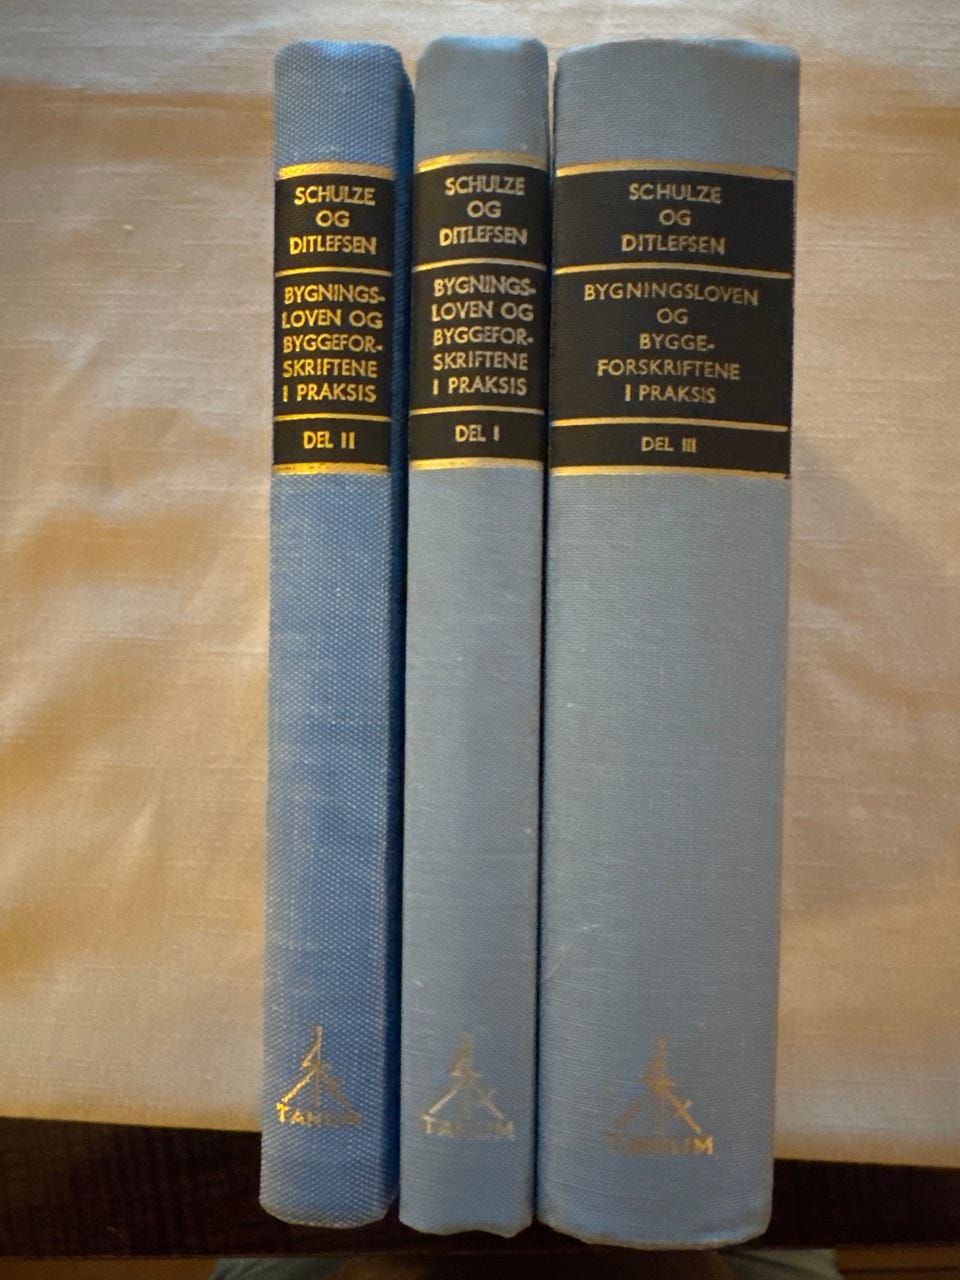 SCHULZE
OG
DITLEFSEN
BYGNINGS-
LOVEN OG
BYGGEFOR-
SKRIFTENE
I PRAKSIS
DEL II
TANUM
SCHULZE
OG
DITLEFSEN
BYGNINGS-
LOVEN OG
BYGGEFOR-
SKRIFTENE
I PRAKSIS
DEL I
TANUM
SCHULZE
OG
DITLEFSEN
BYGNINGSLOVEN
OG
BYGGE-
FORSKRIFTENE
I PRAKSIS
DEL III
TANUM